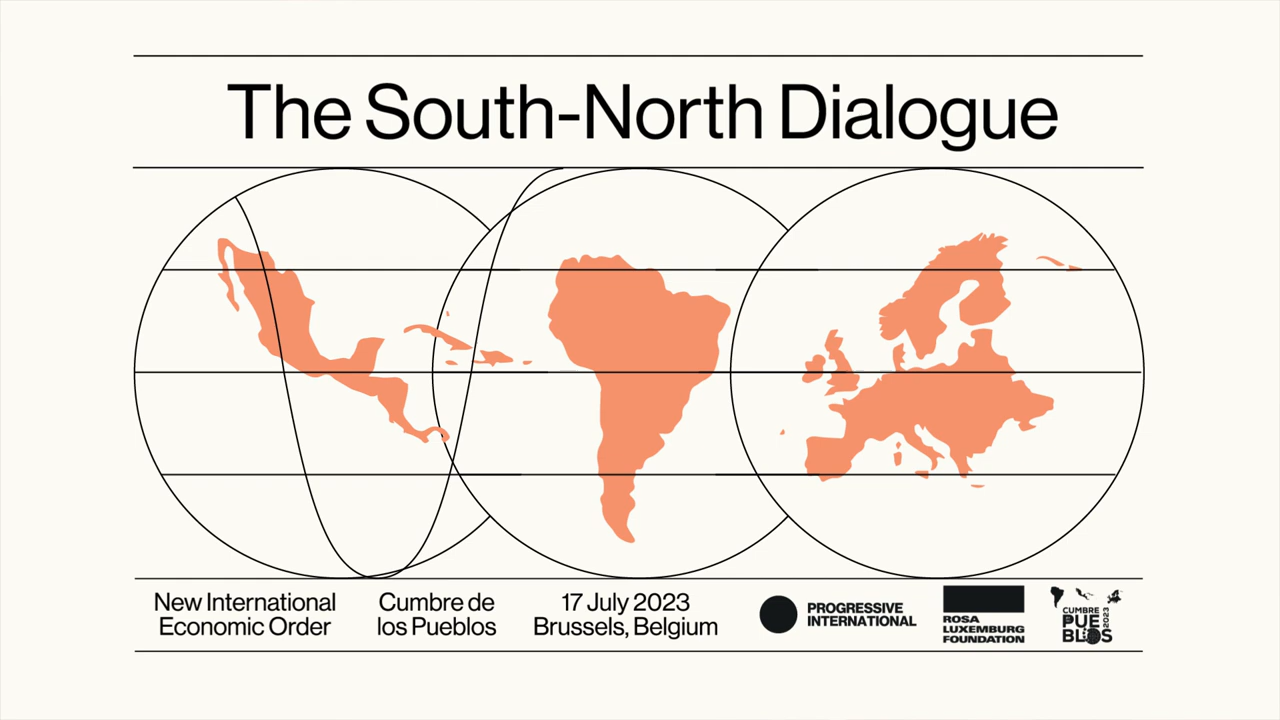 The South-North Dialogue
New International
Economic Order
Cumbre de
los Pueblos
17 July 2023
Brussels, Belgium
PROGRESSIVE
INTERNATIONAL
ROSA
LUXEMBURG
FOUNDATION
CUMBRE
PUE
BLOS
2023